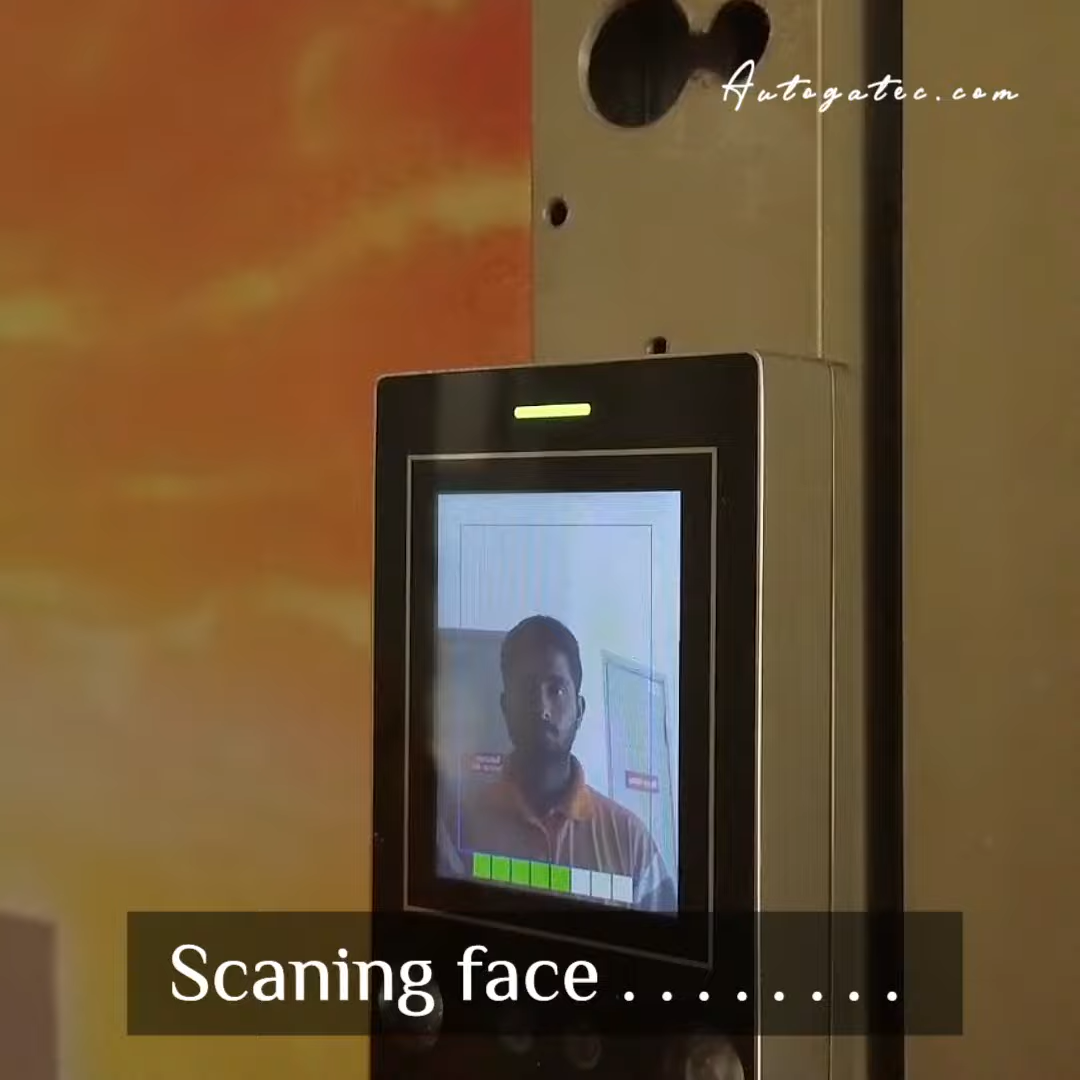 Autogatec.com
Scaning face . . . . . . . .